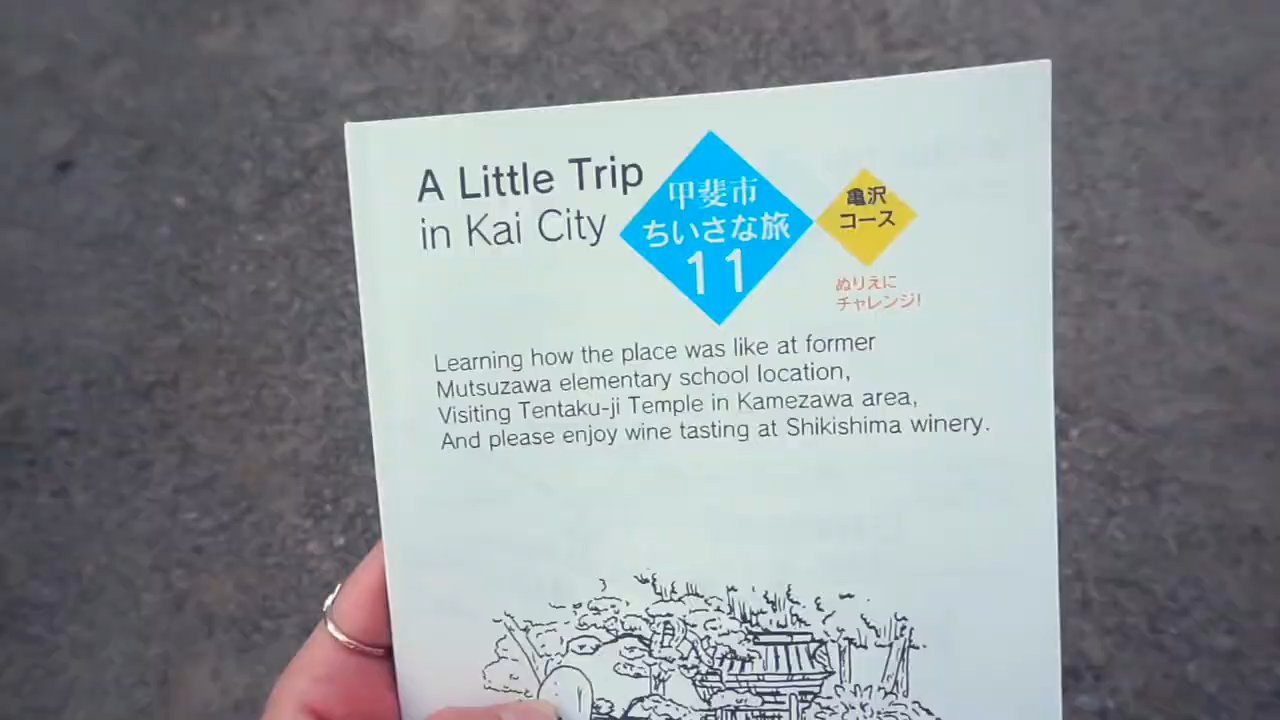 A Little Trip
in Kai City
甲斐市
ちいさな旅
11
亀沢
コース
ぬりえに
チャレンジ!
Learning how the place was like at former
Mutsuzawa elementary school location,
Visiting Tentaku-ji Temple in Kamezawa area,
And please enjoy wine tasting at Shikishima winery.